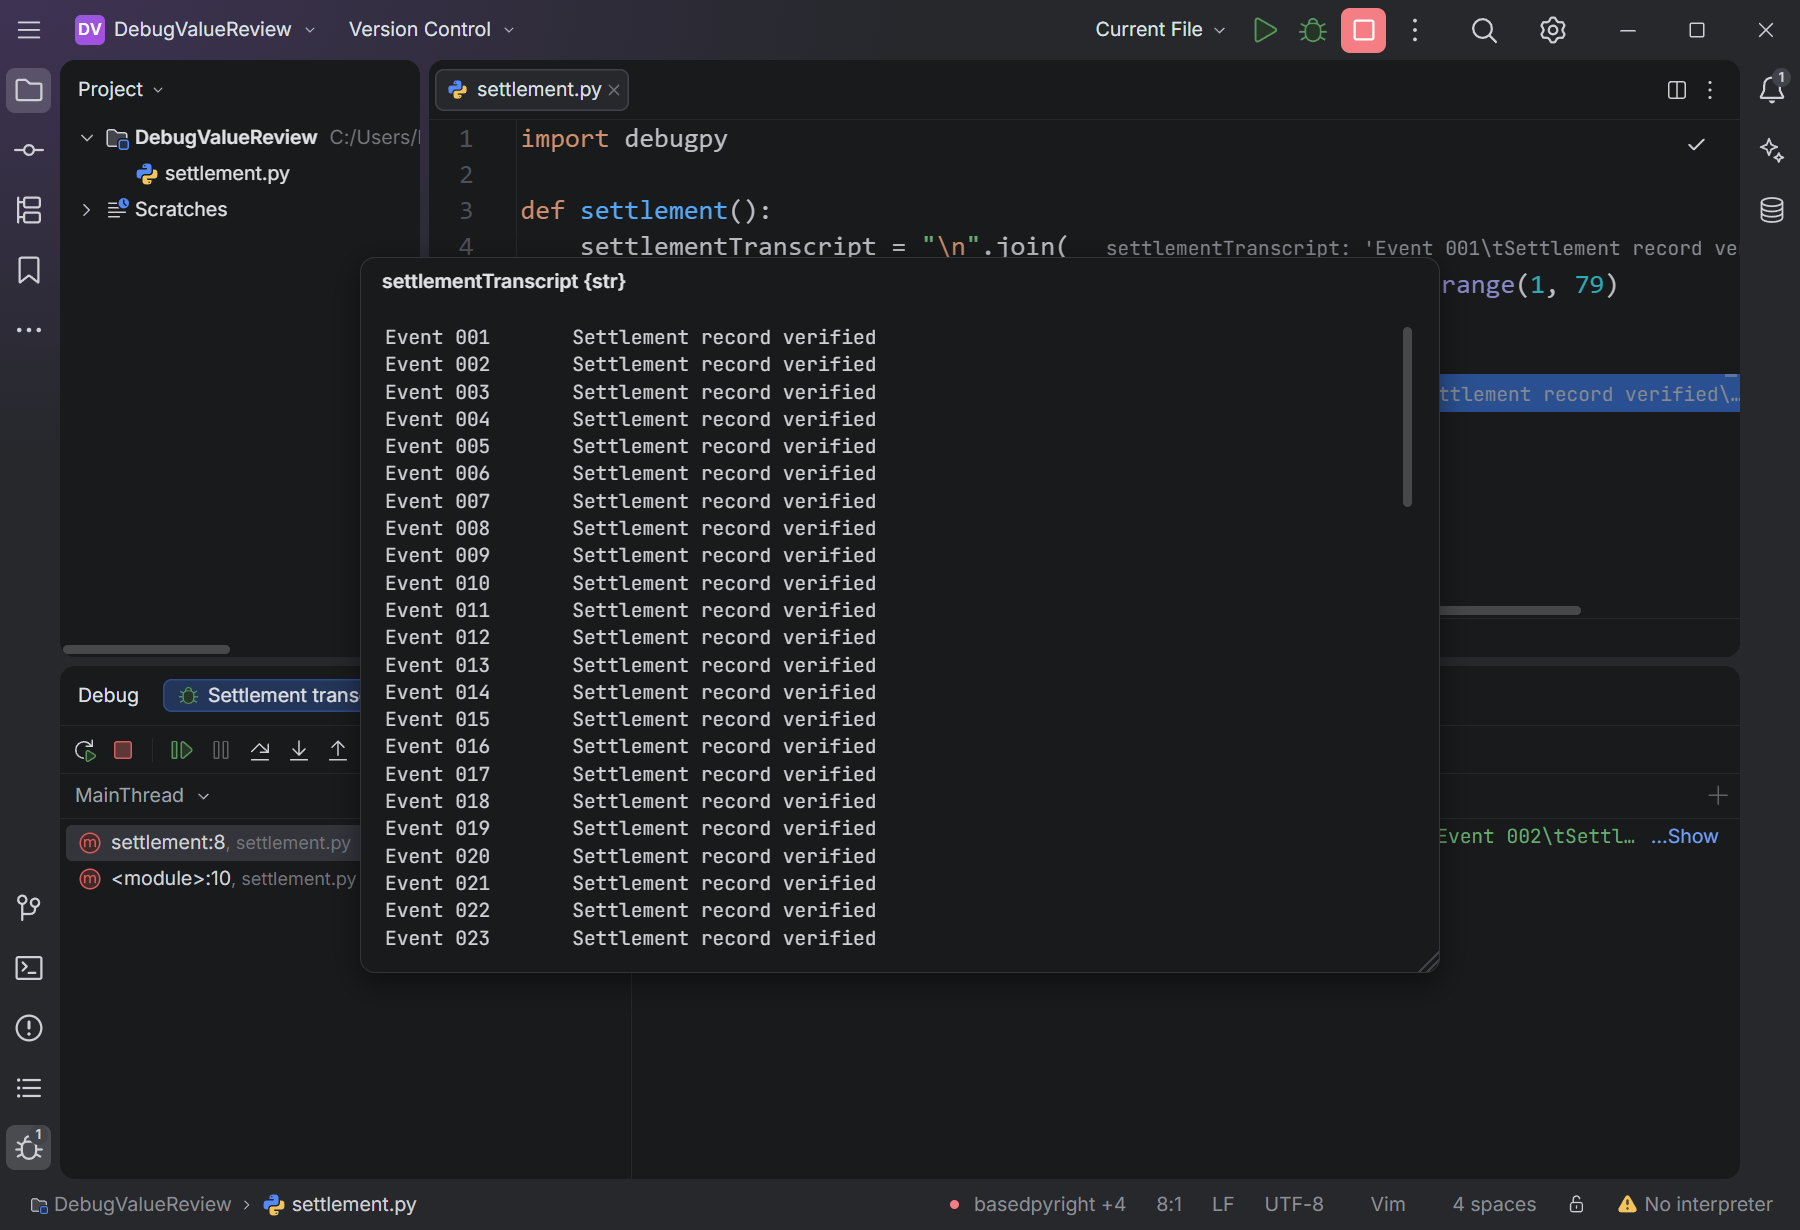 DV DebugValueReview Version Control Current File
Project
settlement.py
1
DebugValueReview C:/Users/
settlement.py
Scratches
1 import debugpy
2
3 def settlement():
4 settlementTranscript = "\n".join( settlementTranscript: 'Event 001\tSettlement record ve
range(1, 79)
ttlement record verified\…
settlementTranscript {str}
Event 001 Settlement record verified
Event 002 Settlement record verified
Event 003 Settlement record verified
Event 004 Settlement record verified
Event 005 Settlement record verified
Event 006 Settlement record verified
Event 007 Settlement record verified
Event 008 Settlement record verified
Event 009 Settlement record verified
Event 010 Settlement record verified
Event 011 Settlement record verified
Event 012 Settlement record verified
Event 013 Settlement record verified
Event 014 Settlement record verified
Event 015 Settlement record verified
Event 016 Settlement record verified
Event 017 Settlement record verified
Event 018 Settlement record verified
Event 019 Settlement record verified
Event 020 Settlement record verified
Event 021 Settlement record verified
Event 022 Settlement record verified
Event 023 Settlement record verified
Debug Settlement trans
MainThread
m settlement:8, settlement.py
m <module>:10, settlement.py
Event 002\tSettl… …Show
1
DebugValueReview › settlement.py
basedpyright +4 8:1 LF UTF-8 Vim 4 spaces No interpreter